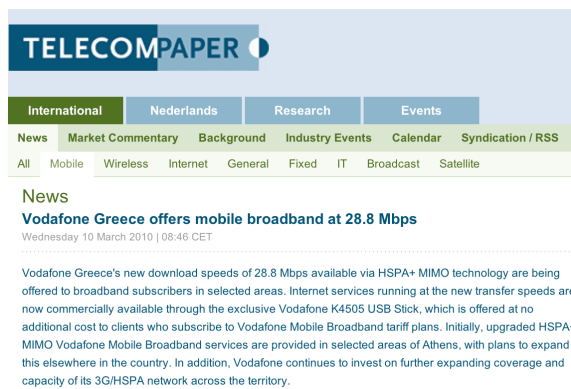 TELECOMPAPER
International Nederlands Research Events
News Market Commentary Background Industry Events Calendar Syndication / RSS
All Mobile Wireless Internet General Fixed IT Broadcast Satellite
News
Vodafone Greece offers mobile broadband at 28.8 Mbps
Wednesday 10 March 2010 | 08:46 CET
Vodafone Greece's new download speeds of 28.8 Mbps available via HSPA+ MIMO technology are being
offered to broadband subscribers in selected areas. Internet services running at the new transfer speeds are
now commercially available through the exclusive Vodafone K4505 USB Stick, which is offered at no
additional cost to clients who subscribe to Vodafone Mobile Broadband tariff plans. Initially, upgraded HSPA+
MIMO Vodafone Mobile Broadband services are provided in selected areas of Athens, with plans to expand
this elsewhere in the country. In addition, Vodafone continues to invest on further expanding coverage and
capacity of its 3G/HSPA network across the territory.